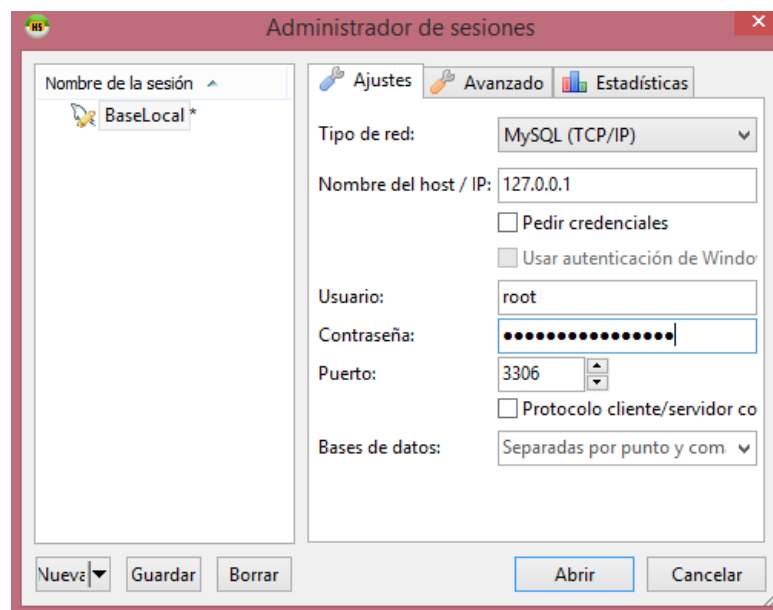 HS
Administrador de sesiones
Nombre de la sesión
BaseLocal *
Ajustes
Avanzado
Estadísticas
Tipo de red:
MySQL (TCP/IP)
Nombre del host / IP:
127.0.0.1
Pedir credenciales
Usar autenticación de Windo
Usuario:
root
Contraseña:
••••••••••••••••
Puerto:
3306
Protocolo cliente/servidor co
Bases de datos:
Separadas por punto y com
Nueva
Guardar
Borrar
Abrir
Cancelar